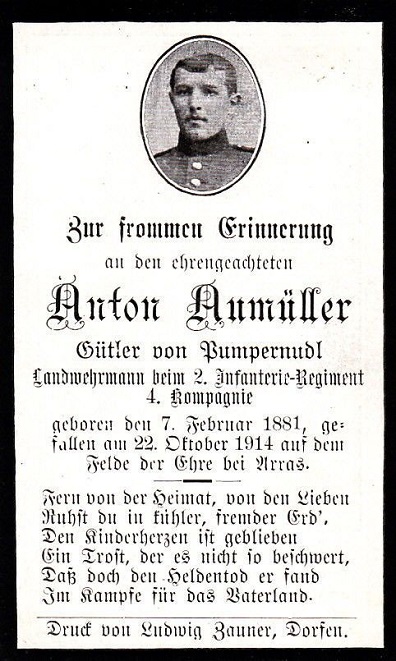 Zur frommen Erinnerung
an den ehrengeachteten
Anton Aumüller
Gütler von Pumpernudl
Landwehrmann beim 2. Infanterie-Regiment
4. Kompagnie
geboren den 7. Februar 1881, ge-
fallen am 22. Oktober 1914 auf dem
Felde der Ehre bei Arras.
Fern von der Heimat, von den Lieben
Ruhst du in kühler, fremder Erd',
Den Kinderherzen ist geblieben
Ein Trost, der es nicht so beschwert,
Daß doch den Heldentod er fand
Im Kampfe für das Vaterland.
Druck von Ludwig Zauner, Dorfen.